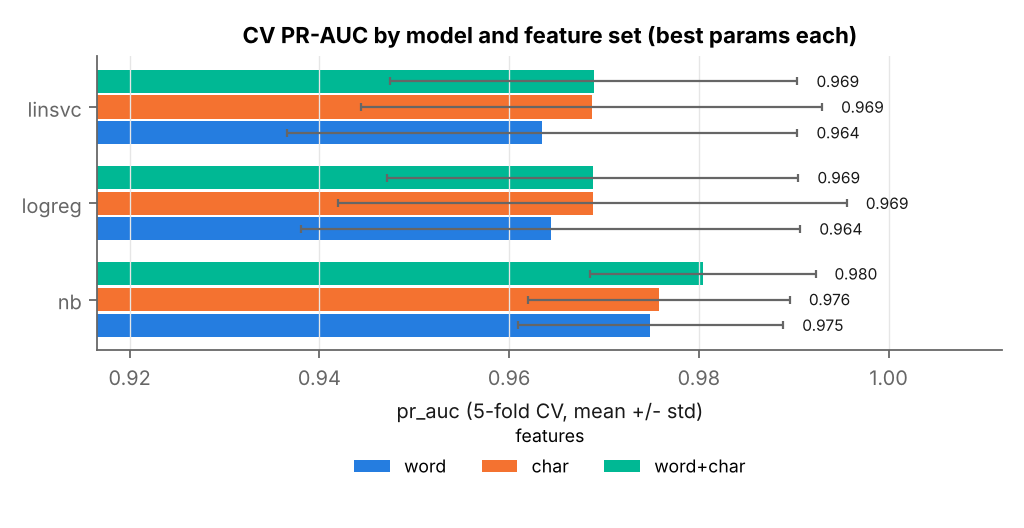 CV PR-AUC by model and feature set (best params each)
0.969
linsvc
0.969
0.964
0.969
logreg
0.969
0.964
0.980
nb
0.976
0.975
0.92 0.94 0.96 0.98 1.00
pr_auc (5-fold CV, mean +/- std)
features
word char word+char